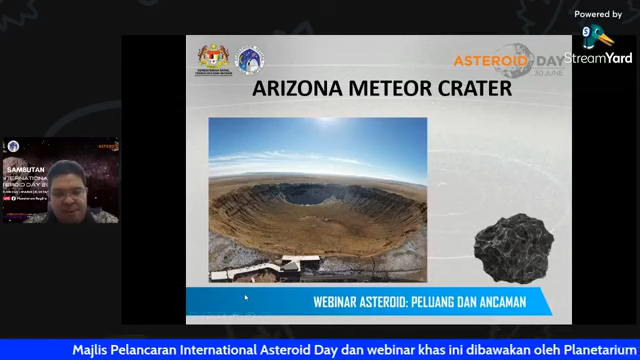 Powered by
StreamYard
ASTEROID DAY
30 JUNE
ARIZONA METEOR CRATER
ASTEROID
SAMBUTAN
INTERNATIONAL
WEBINAR ASTEROID: PELUANG DAN ANCAMAN
Majlis Pelancaran International Asteroid Day dan webinar khas ini dibawakan oleh Planetarium